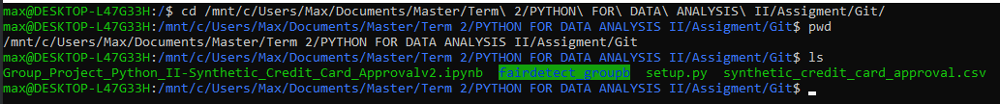 max@DESKTOP-L47G33H:/$ cd /mnt/c/Users/Max/Documents/Master/Term\ 2/PYTHON\ FOR\ DATA\ ANALYSIS\ II/Assigment/Git/
max@DESKTOP-L47G33H:/mnt/c/Users/Max/Documents/Master/Term 2/PYTHON FOR DATA ANALYSIS II/Assigment/Git$ pwd
/mnt/c/Users/Max/Documents/Master/Term 2/PYTHON FOR DATA ANALYSIS II/Assigment/Git
max@DESKTOP-L47G33H:/mnt/c/Users/Max/Documents/Master/Term 2/PYTHON FOR DATA ANALYSIS II/Assigment/Git$ ls
Group_Project_Python_II-Synthetic_Credit_Card_Approvalv2.ipynb fairdetect_groupb setup.py synthetic_credit_card_approval.csv
max@DESKTOP-L47G33H:/mnt/c/Users/Max/Documents/Master/Term 2/PYTHON FOR DATA ANALYSIS II/Assigment/Git$